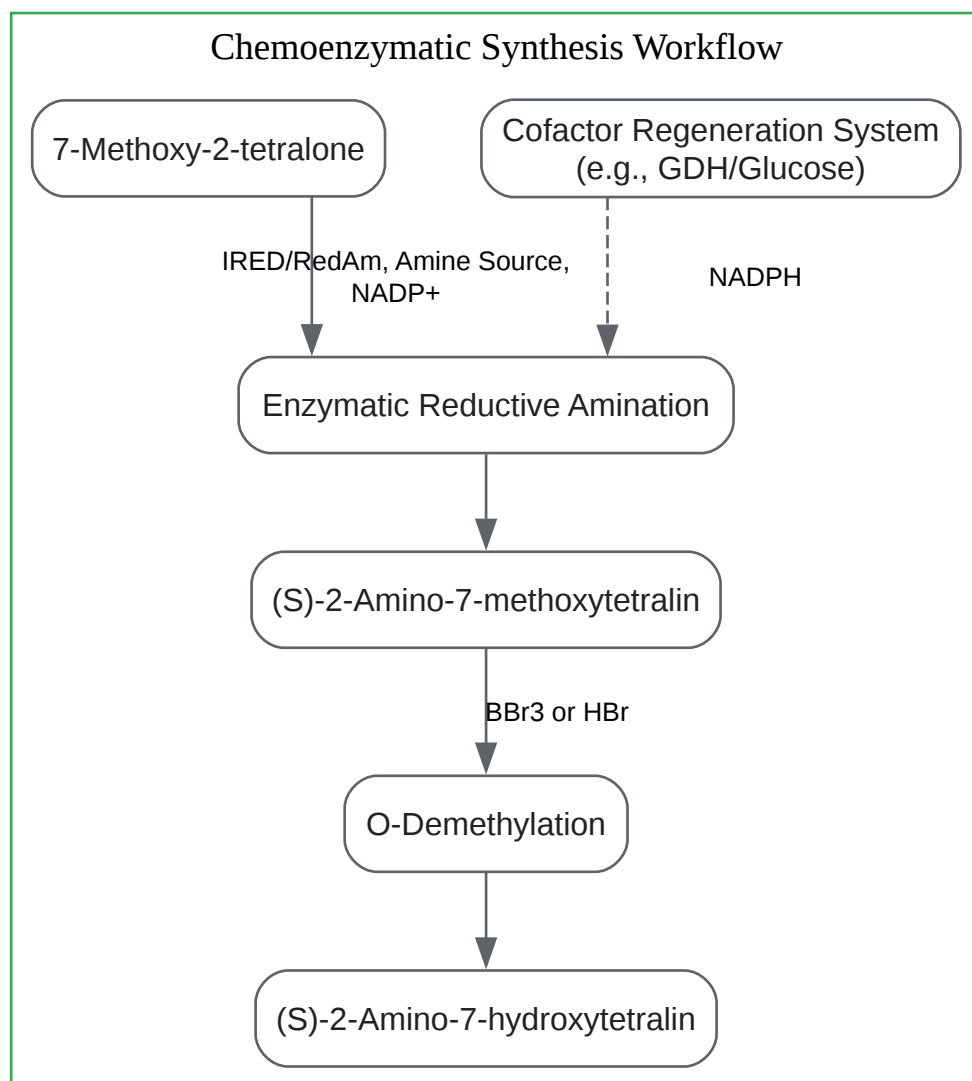 Chemoenzymatic Synthesis Workflow
7-Methoxy-2-tetralone
Cofactor Regeneration System
(e.g., GDH/Glucose)
IRED/RedAm, Amine Source,
NADP+
NADPH
Enzymatic Reductive Amination
(S)-2-Amino-7-methoxytetralin
BBr3 or HBr
O-Demethylation
(S)-2-Amino-7-hydroxytetralin